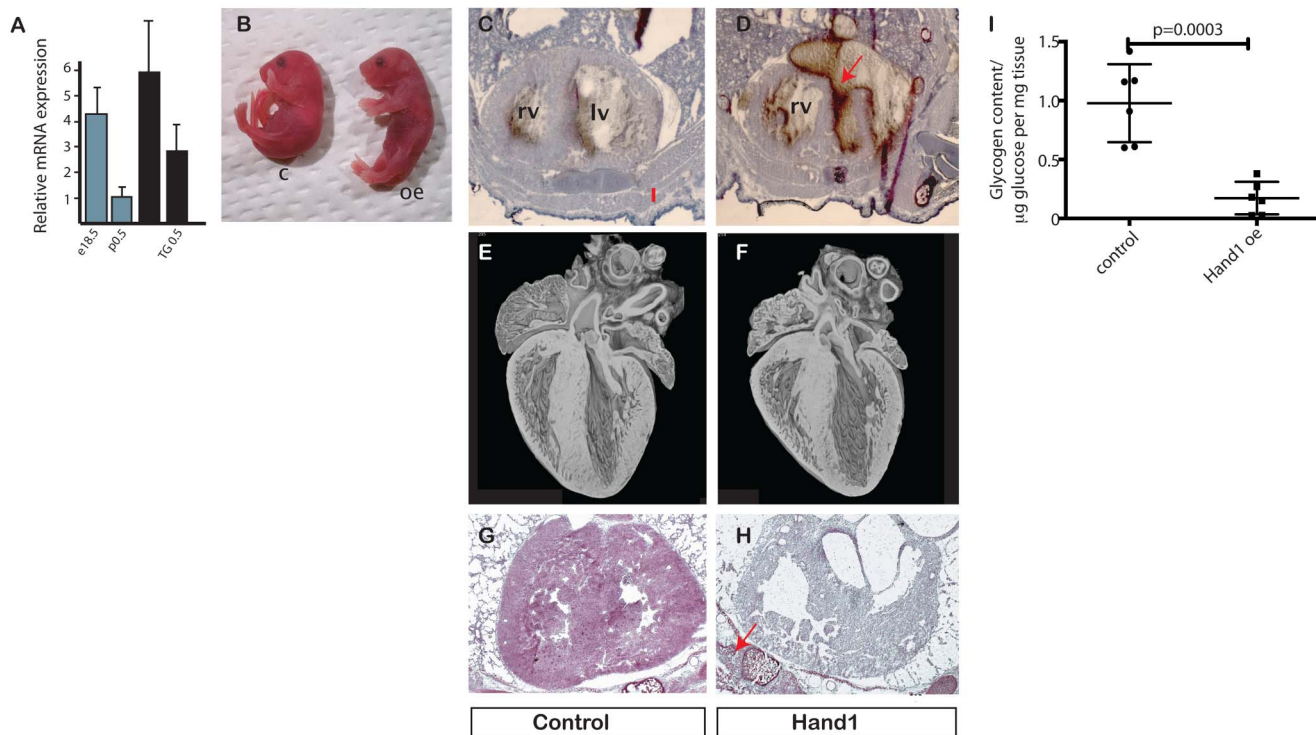 A
Relative mRNA expression
6
5
4
3
2
1
e18.5
p0.5
TG 0.5
B
c
oe
C
rv
lv
D
rv
E
F
G
H
Control
Hand1
I
p=0.0003
Glycogen content/
µg glucose per mg tissue
1.5
1.0
0.5
0
control
Hand1 oe